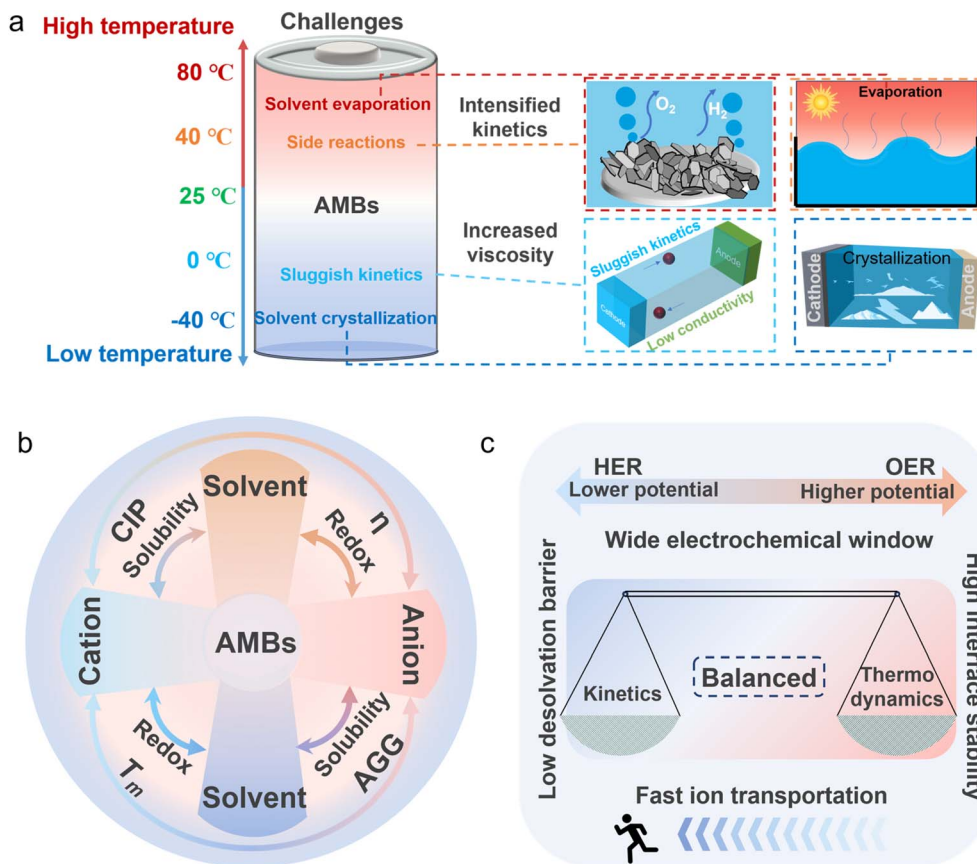 a
High temperature
Challenges
80 ℃
40 ℃
25 ℃
0 ℃
-40 ℃
Low temperature
Solvent evaporation
Side reactions
AMBs
Sluggish kinetics
Solvent crystallization
Intensified
kinetics
Increased
viscosity
O₂
H₂
Evaporation
Sluggish kinetics
Anode
Cathode
Low conductivity
Cathode
Crystallization
Anode
b
Solvent
CIP
Solubility
η
Redox
Cation
AMBs
Anion
Redox
Tₘ
Solubility
AGG
Solvent
c
HER
OER
Lower potential
Higher potential
Wide electrochemical window
Low desolvation barrier
High interface stability
Kinetics
Balanced
Thermo
dynamics
Fast ion transportation